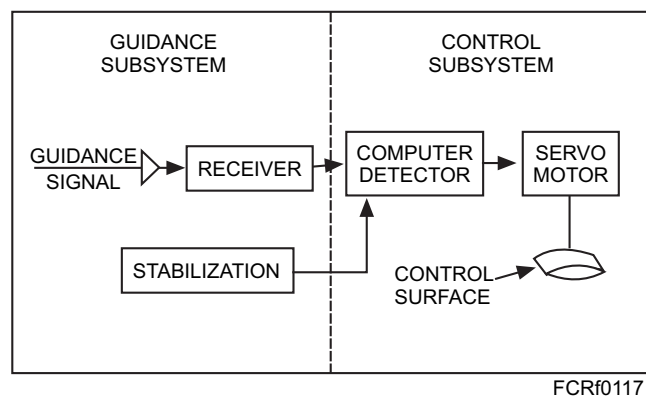 GUIDANCE
SUBSYSTEM
CONTROL
SUBSYSTEM
GUIDANCE
SIGNAL
RECEIVER
COMPUTER
DETECTOR
SERVO
MOTOR
STABILIZATION
CONTROL
SURFACE
FCRf0117